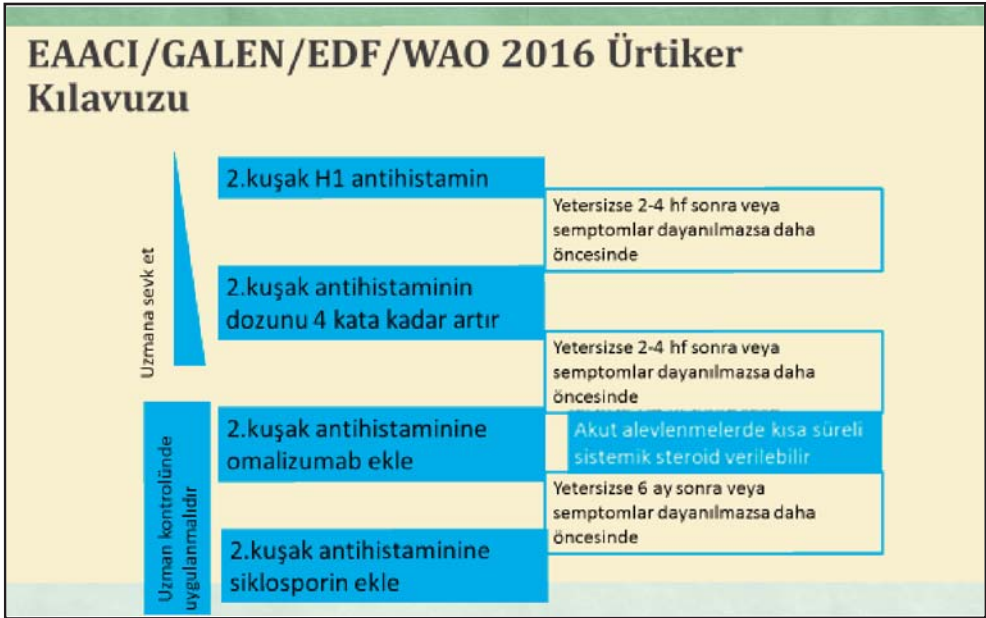 EAACI/GALEN/EDF/WAO 2016 Ürtiker
Kılavuzu
2.kuşak H1 antihistamin
Yetersizse 2-4 hf sonra veya
semptomlar dayanılmazsa daha
öncesinde
Uzmana sevk et
2.kuşak antihistaminin
dozunu 4 kata kadar artır
Yetersizse 2-4 hf sonra veya
semptomlar dayanılmazsa daha
öncesinde
2.kuşak antihistaminine
omalizumab ekle
Akut alevlenmelerde kısa süreli
sistemik steroid verilebilir
Uzman kontrolünde
uygulanmalıdır
Yetersizse 6 ay sonra veya
semptomlar dayanılmazsa daha
öncesinde
2.kuşak antihistaminine
siklosporin ekle